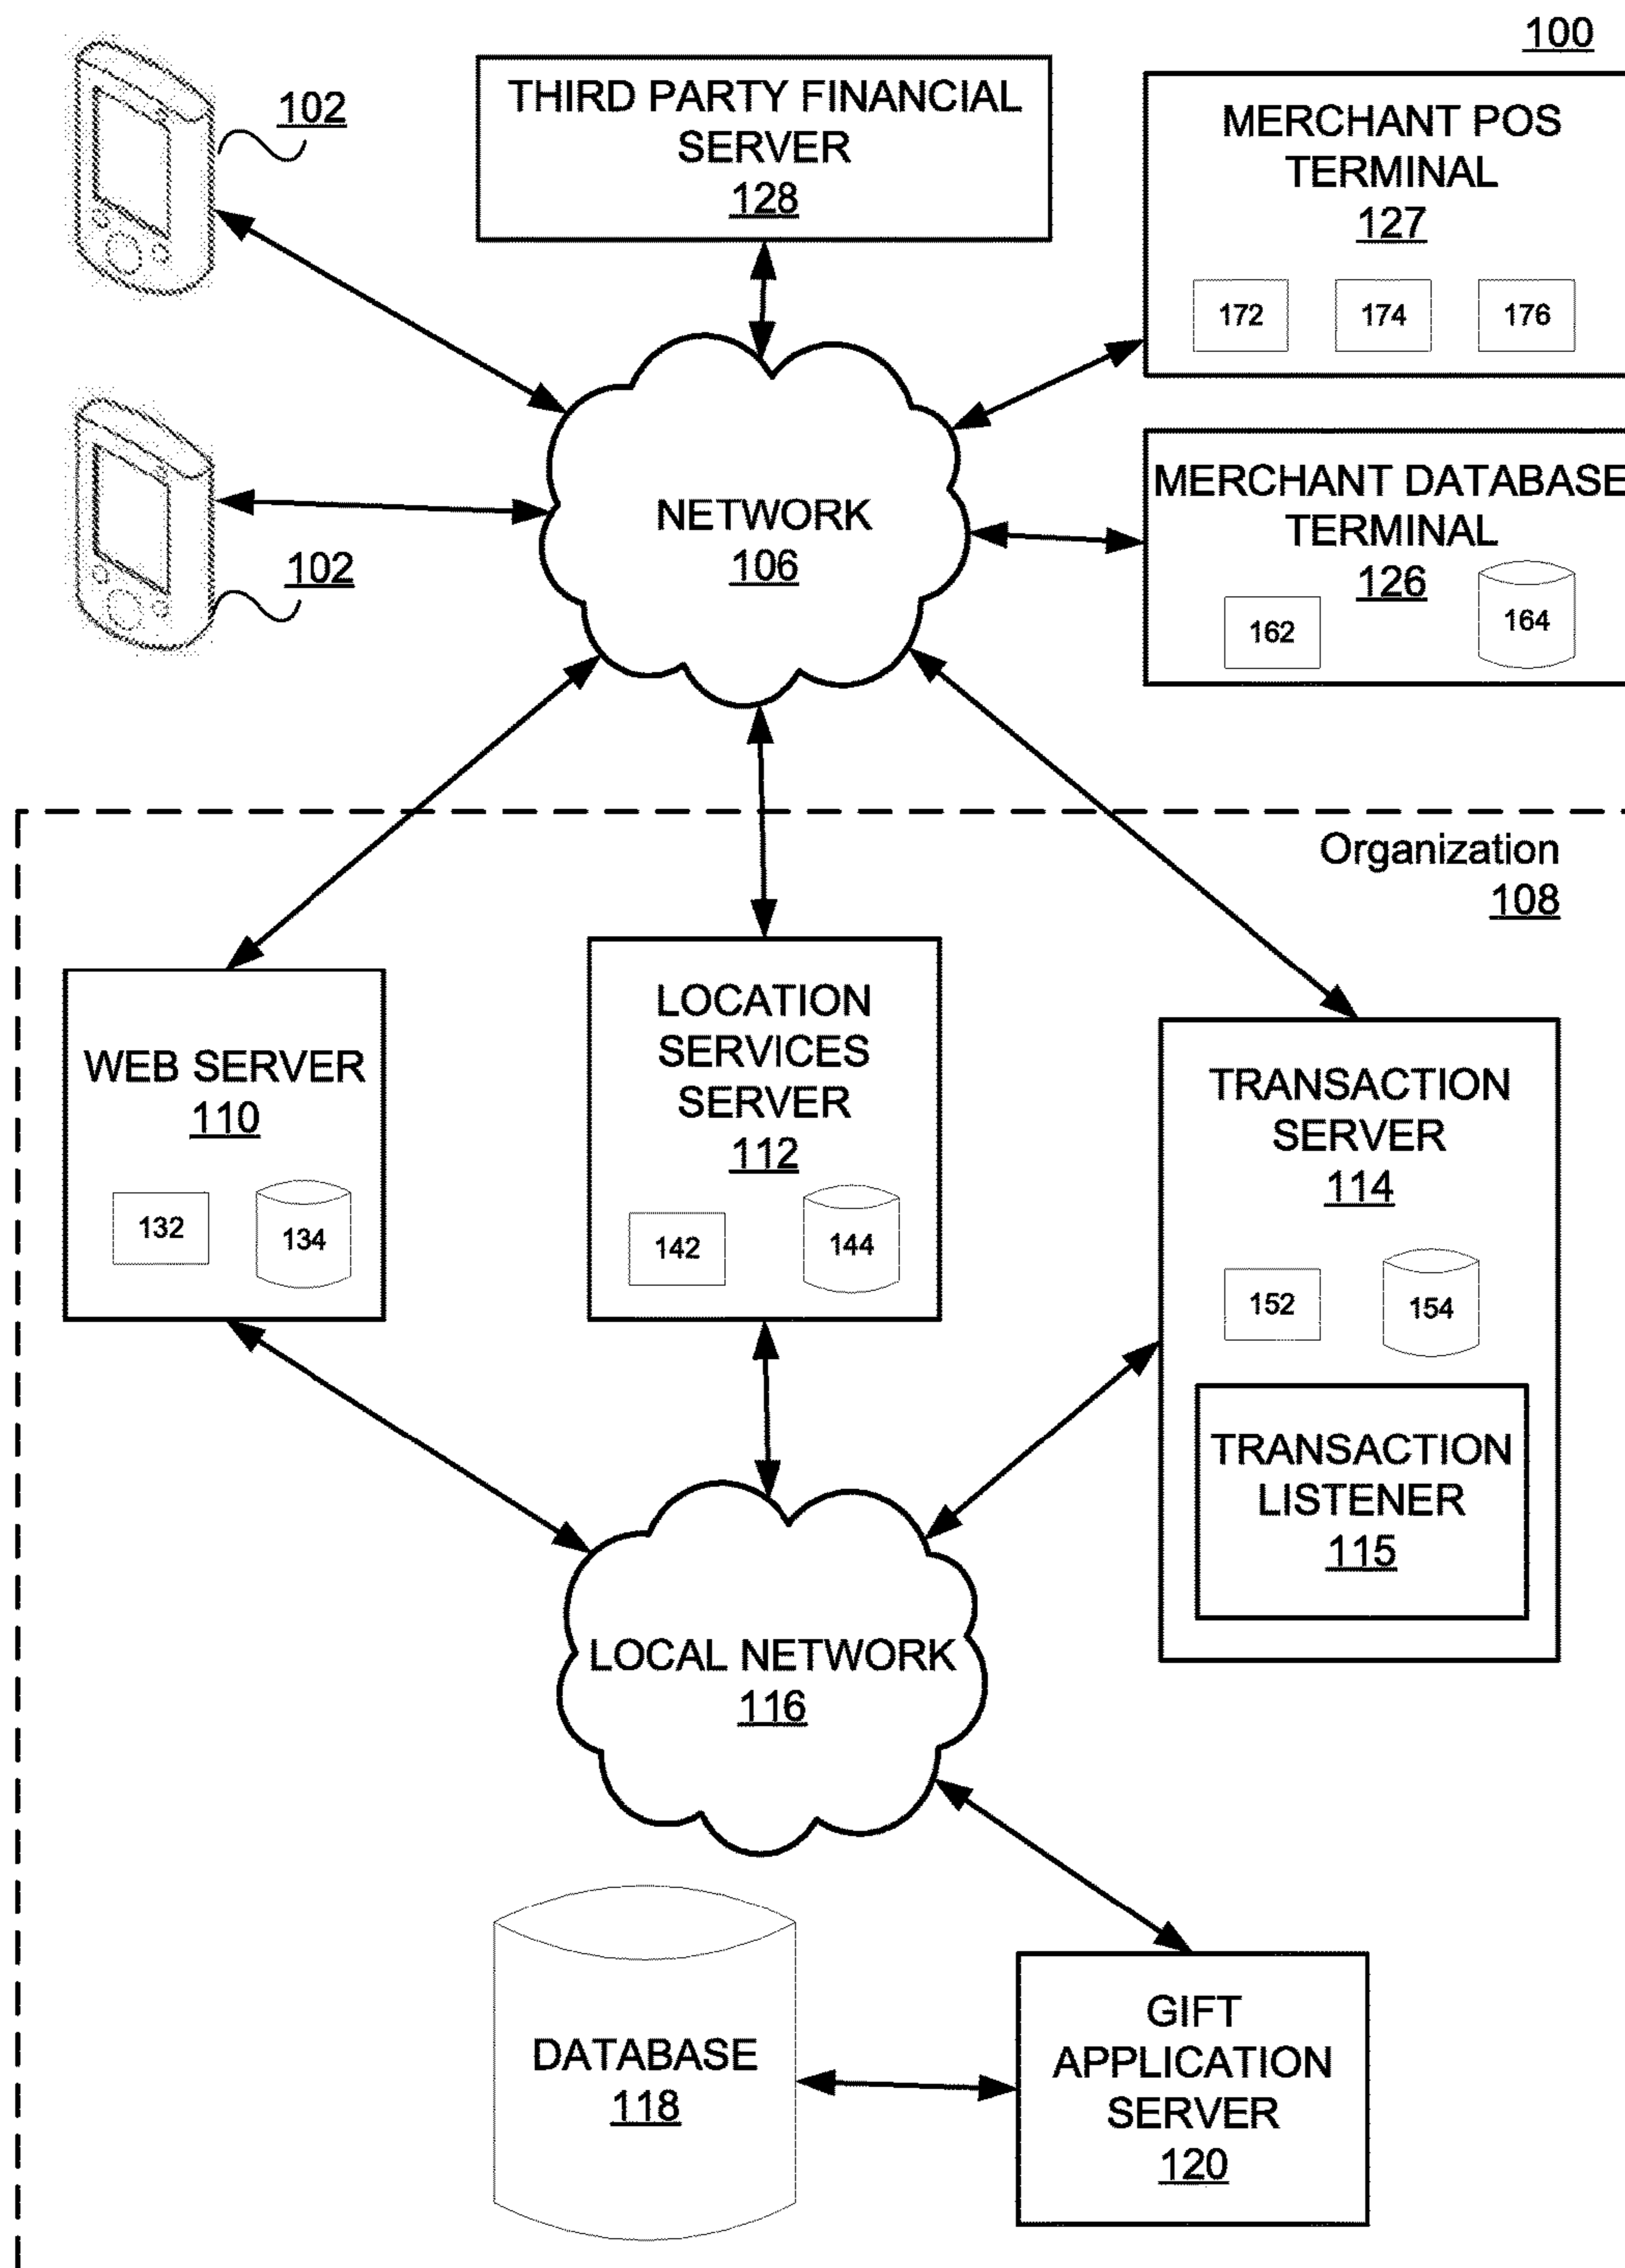 100
102
THIRD PARTY FINANCIAL
SERVER
128
MERCHANT POS
TERMINAL
127
172
174
176
102
NETWORK
106
MERCHANT DATABASE
TERMINAL
126
162
164
Organization
108
WEB SERVER
110
132
134
LOCATION
SERVICES
SERVER
112
142
144
TRANSACTION
SERVER
114
152
154
TRANSACTION
LISTENER
115
LOCAL NETWORK
116
DATABASE
118
GIFT
APPLICATION
SERVER
120